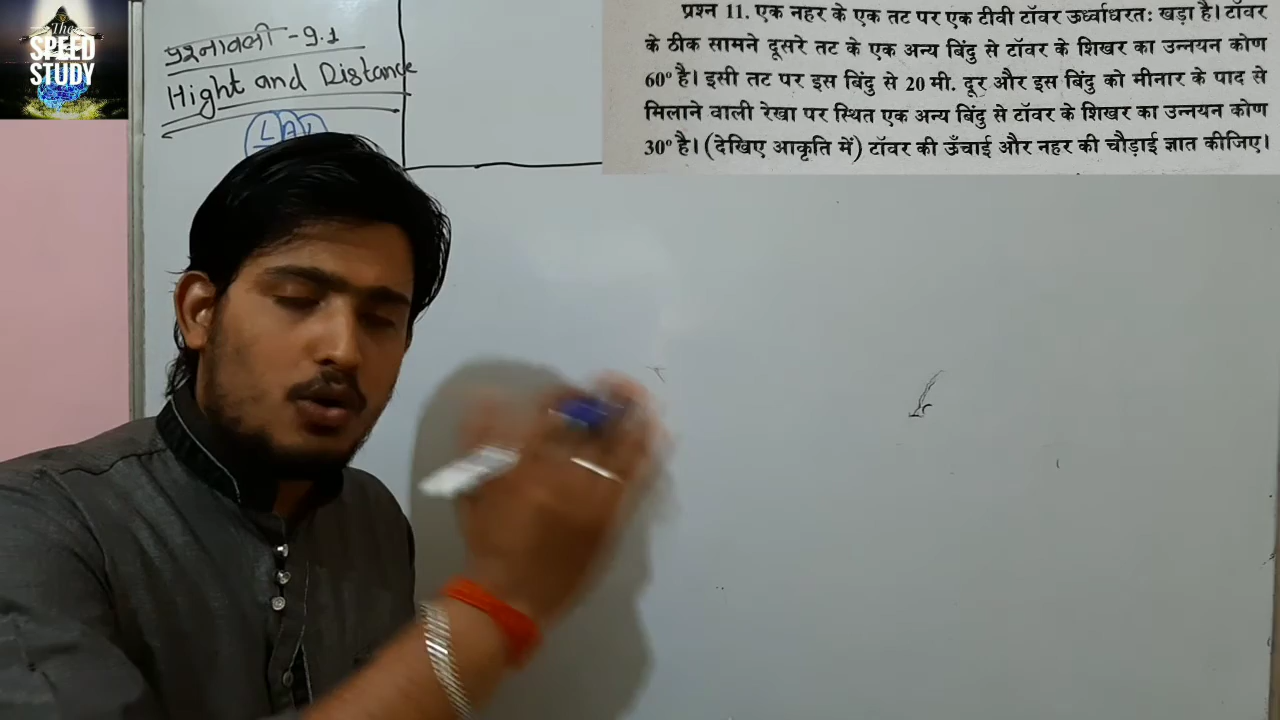 The
SPEED
STUDY
प्रश्नावली - 9.1
Hight and Distance
प्रश्न 11. एक नहर के एक तट पर एक टीवी टॉवर ऊर्ध्वाधरतः खड़ा है। टॉवर
के ठीक सामने दूसरे तट के एक अन्य बिंदु से टॉवर के शिखर का उन्नयन कोण
60° है। इसी तट पर इस बिंदु से 20 मी. दूर और इस बिंदु को मीनार के पाद से
मिलाने वाली रेखा पर स्थित एक अन्य बिंदु से टॉवर के शिखर का उन्नयन कोण
30° है। (देखिए आकृति में) टॉवर की ऊँचाई और नहर की चौड़ाई ज्ञात कीजिए।